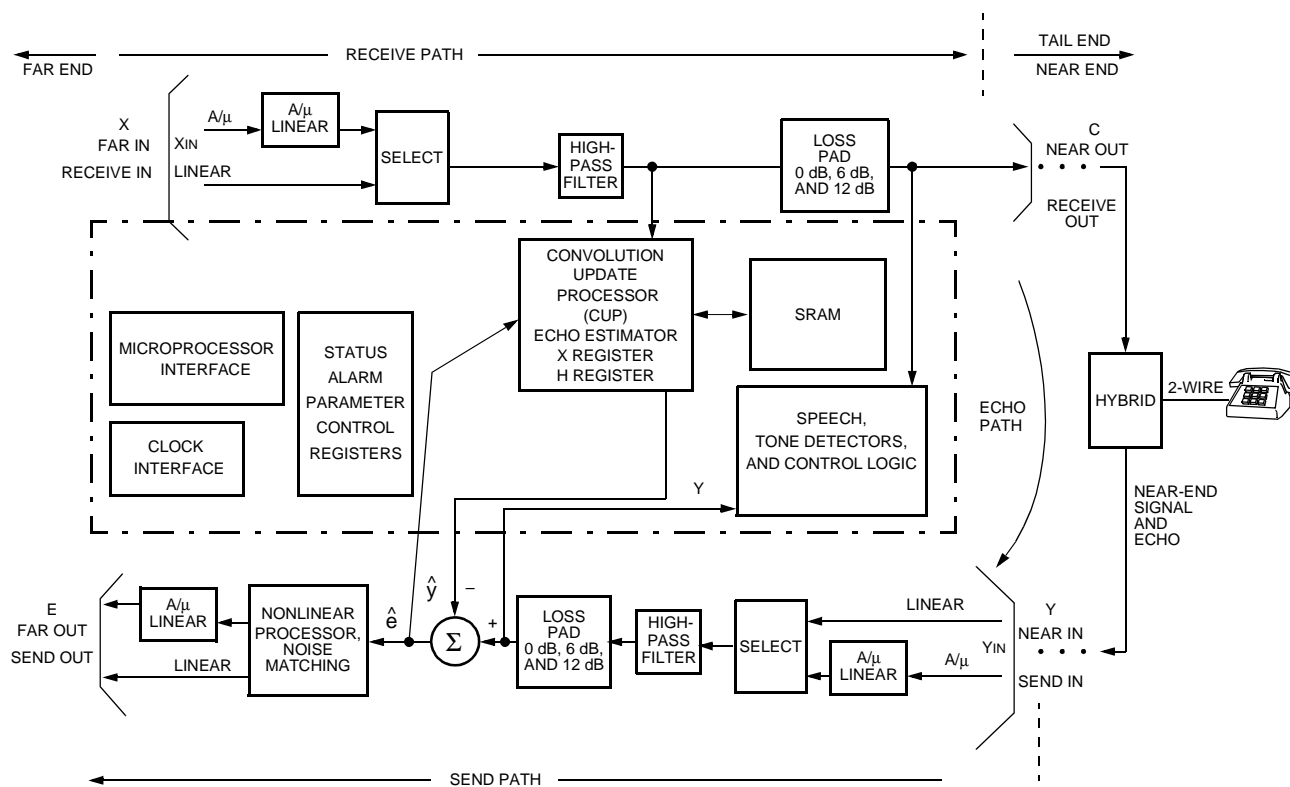 RECEIVE PATH
TAIL END
FAR END
NEAR END
X
FAR IN
RECEIVE IN
XIN
A/μ
LINEAR
A/μ
LINEAR
SELECT
HIGH-
PASS
FILTER
LOSS
PAD
0 dB, 6 dB,
AND 12 dB
C
NEAR OUT
RECEIVE
OUT
CONVOLUTION
UPDATE
PROCESSOR
(CUP)
ECHO ESTIMATOR
X REGISTER
H REGISTER
SRAM
MICROPROCESSOR
INTERFACE
STATUS
ALARM
PARAMETER
CONTROL
REGISTERS
CLOCK
INTERFACE
SPEECH,
TONE DETECTORS,
AND CONTROL LOGIC
Y
ECHO
PATH
HYBRID
2-WIRE
NEAR-END
SIGNAL
AND
ECHO
E
FAR OUT
SEND OUT
A/μ
LINEAR
LINEAR
NONLINEAR
PROCESSOR,
NOISE
MATCHING
ê
ŷ
–
+
Σ
LOSS
PAD
0 dB, 6 dB,
AND 12 dB
HIGH-
PASS
FILTER
SELECT
LINEAR
A/μ
LINEAR
A/μ
YIN
Y
NEAR IN
SEND IN
SEND PATH